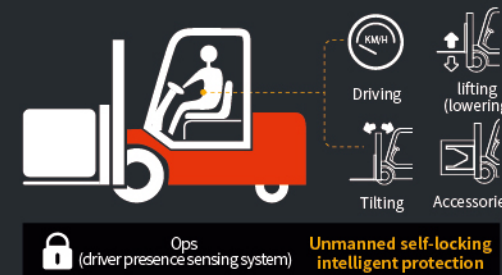 KM/H
Driving
lifting
(lowering
Tilting
Accessorie
Ops
(driver presence sensing system)
Unmanned self-locking
intelligent protection